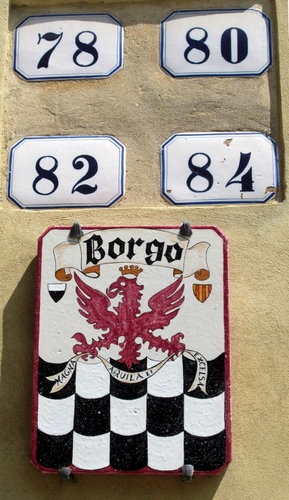 78 80
82 84
Borgo
MAGNA AQUILA ET EXCELSA